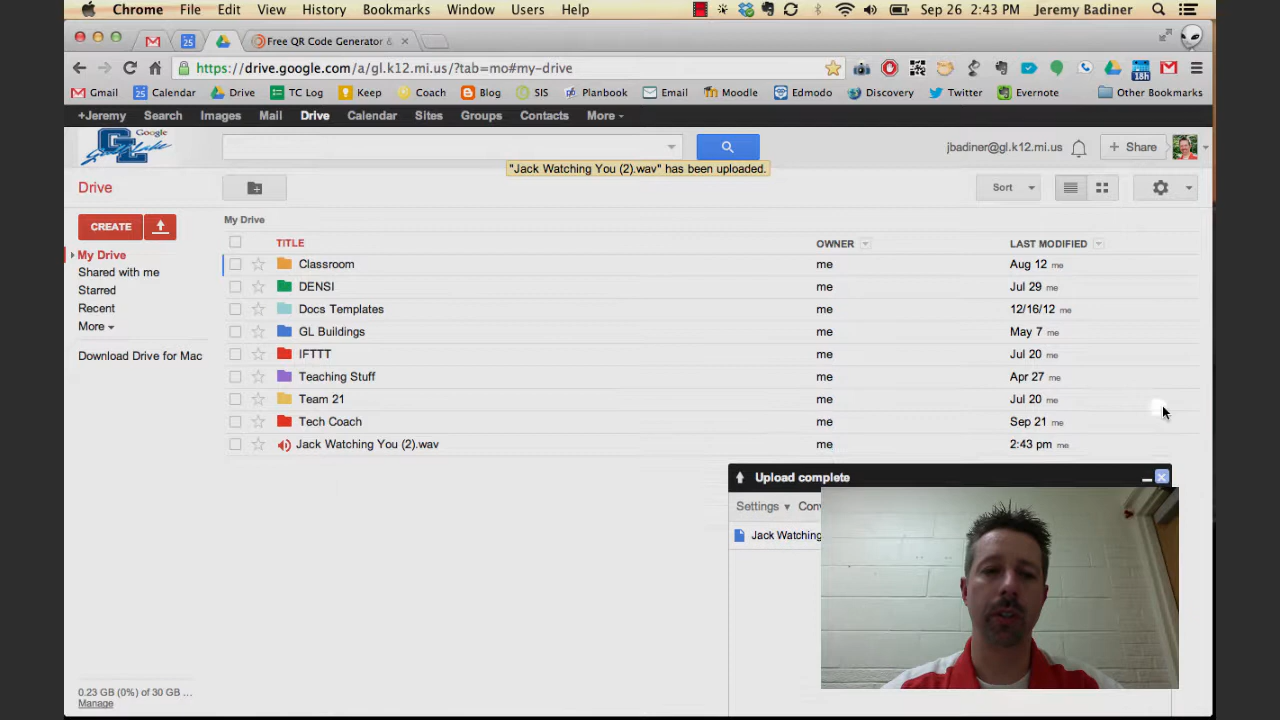 Chrome File Edit View History Bookmarks Window Users Help Sep 26 2:43 PM Jeremy Badiner
25 Free QR Code Generator & ×
https://drive.google.com/a/gl.k12.mi.us/?tab=mo#my-drive 18h
Gmail 25 Calendar Drive TC Log Keep Coach Blog SIS Planbook Email Moodle Edmodo Discovery Twitter Evernote Other Bookmarks
+Jeremy Search Images Mail Drive Calendar Sites Groups Contacts More
Google
GL jbadiner@gl.k12.mi.us Share
"Jack Watching You (2).wav" has been uploaded.
Drive Sort
My Drive
CREATE
TITLE OWNER LAST MODIFIED
My Drive
Classroom me Aug 12 me
Shared with me
DENSI me Jul 29 me
Starred
Recent
Docs Templates me 12/16/12 me
More
GL Buildings me May 7 me
Download Drive for Mac
IFTTT me Jul 20 me
Teaching Stuff me Apr 27 me
Team 21 me Jul 20 me
Tech Coach me Sep 21 me
Jack Watching You (2).wav me 2:43 pm me
Upload complete
Settings
Jack Watching
0.23 GB (0%) of 30 GB ...
Manage